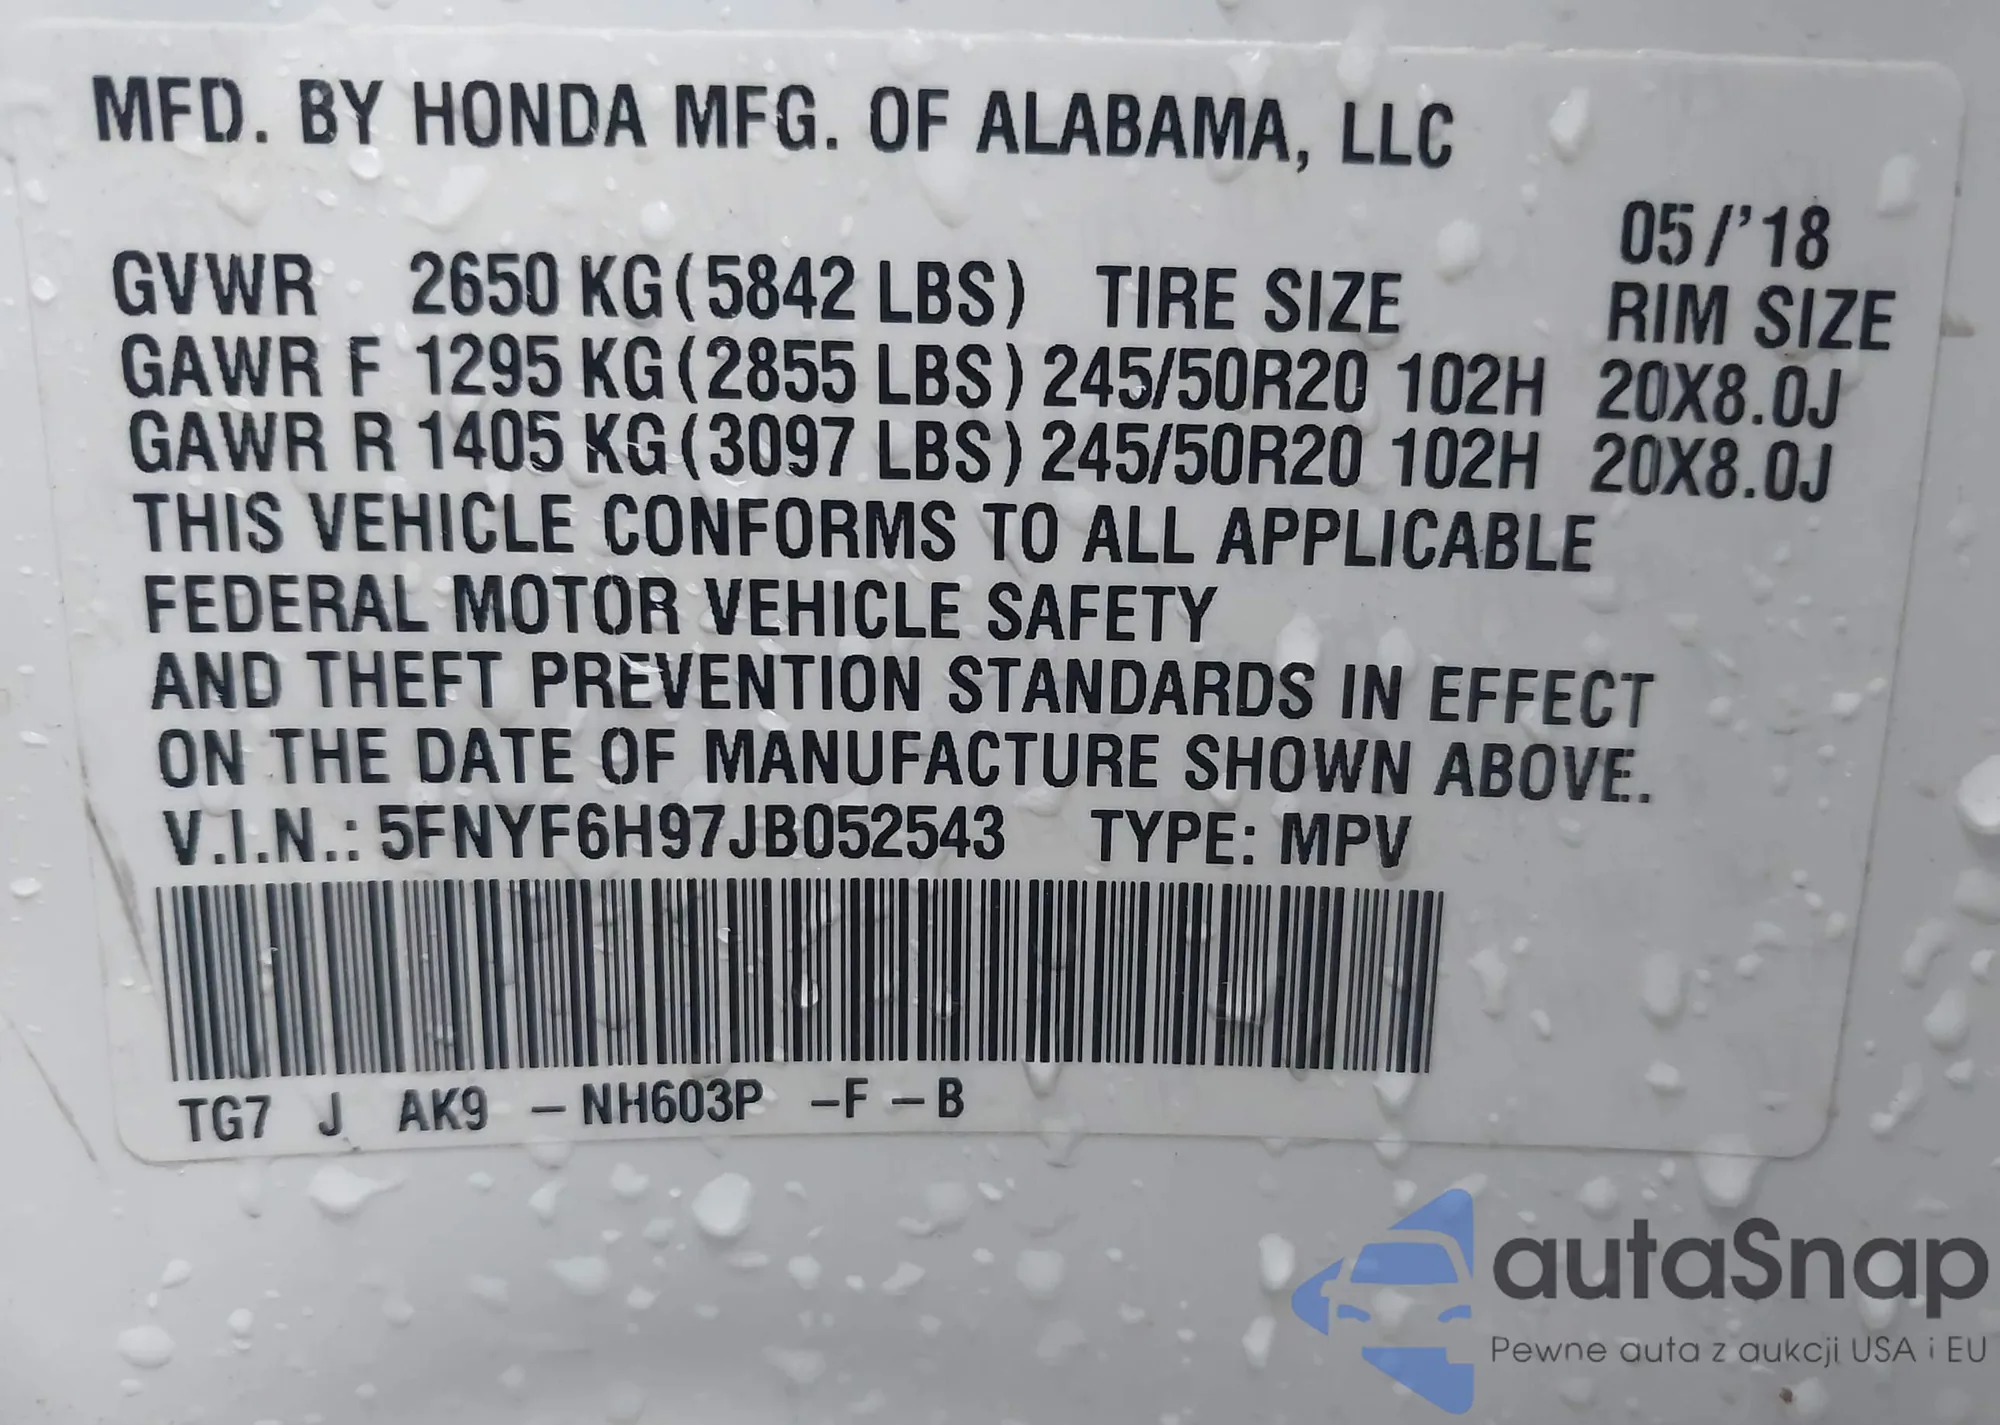 MFD. BY HONDA MFG. OF ALABAMA, LLC
05/'18
GVWR 2650 KG (5842 LBS) TIRE SIZE RIM SIZE
GAWR F 1295 KG (2855 LBS) 245/50R20 102H 20X8.0J
GAWR R 1405 KG (3097 LBS) 245/50R20 102H 20X8.0J
THIS VEHICLE CONFORMS TO ALL APPLICABLE
FEDERAL MOTOR VEHICLE SAFETY
AND THEFT PREVENTION STANDARDS IN EFFECT
ON THE DATE OF MANUFACTURE SHOWN ABOVE.
V.I.N.: 5FNYF6H97JB052543 TYPE: MPV
TG7 J AK9 – NH603P –F – B
autaSnap
Pewne auta z aukcji USA i EU